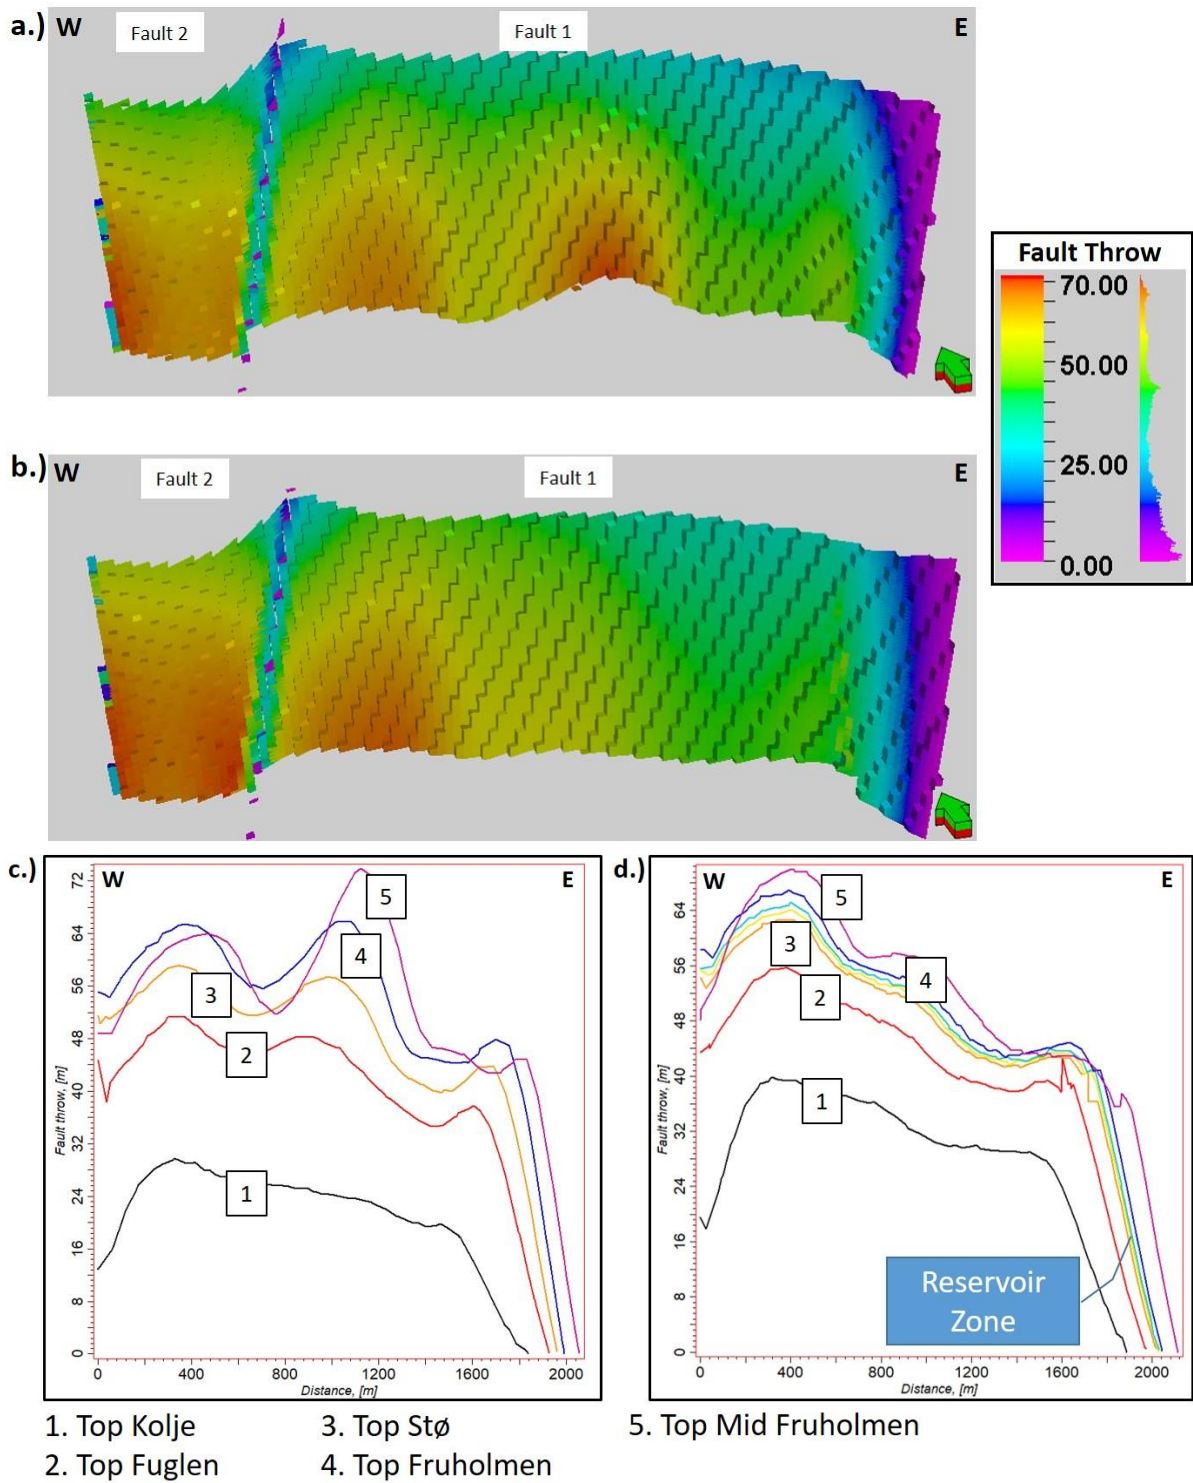 a.) W Fault 2 Fault 1 E
Fault Throw
70.00
50.00
25.00
0.00
b.) W Fault 2 Fault 1 E
c.) W E
72
64
56
48
40
32
24
16
8
0
Fault throw, [m]
5
4
3
2
1
0 400 800 1200 1600 2000
Distance, [m]
d.) W E
64
56
48
40
32
24
16
8
0
Fault throw, [m]
5
3
4
2
1
Reservoir
Zone
0 400 800 1200 1600 2000
Distance, [m]
1. Top Kolje 3. Top Stø 5. Top Mid Fruholmen
2. Top Fuglen 4. Top Fruholmen